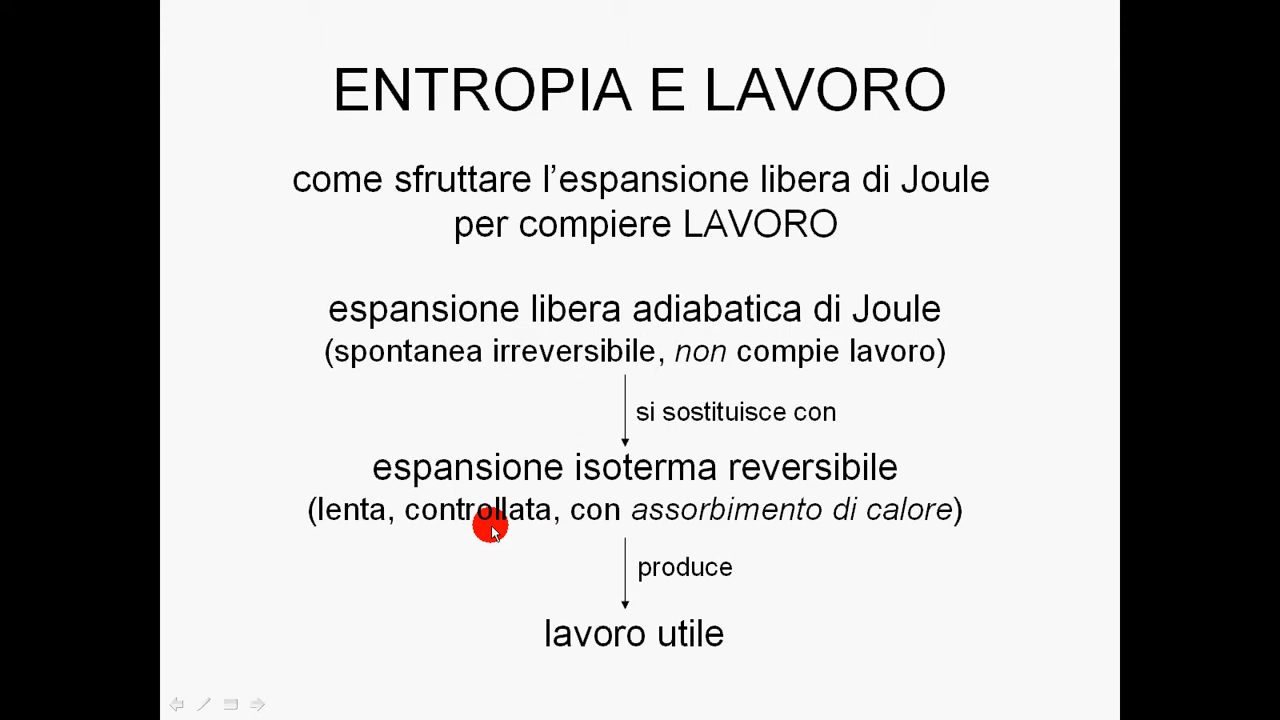 ENTROPIA E LAVORO
come sfruttare l’espansione libera di Joule
per compiere LAVORO
espansione libera adiabatica di Joule
(spontanea irreversibile, non compie lavoro)
si sostituisce con
espansione isoterma reversibile
(lenta, controllata, con assorbimento di calore)
produce
lavoro utile